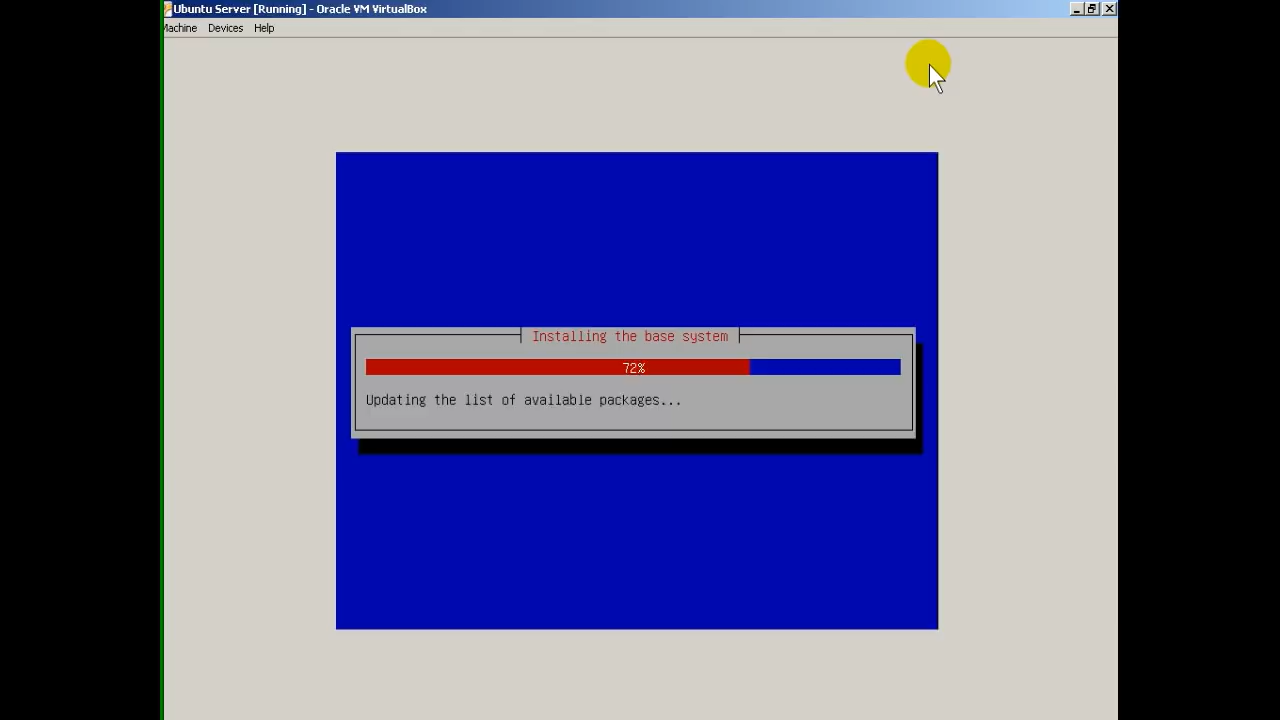 Ubuntu Server [Running] - Oracle VM VirtualBox
Machine Devices Help
Installing the base system
72%
Updating the list of available packages...